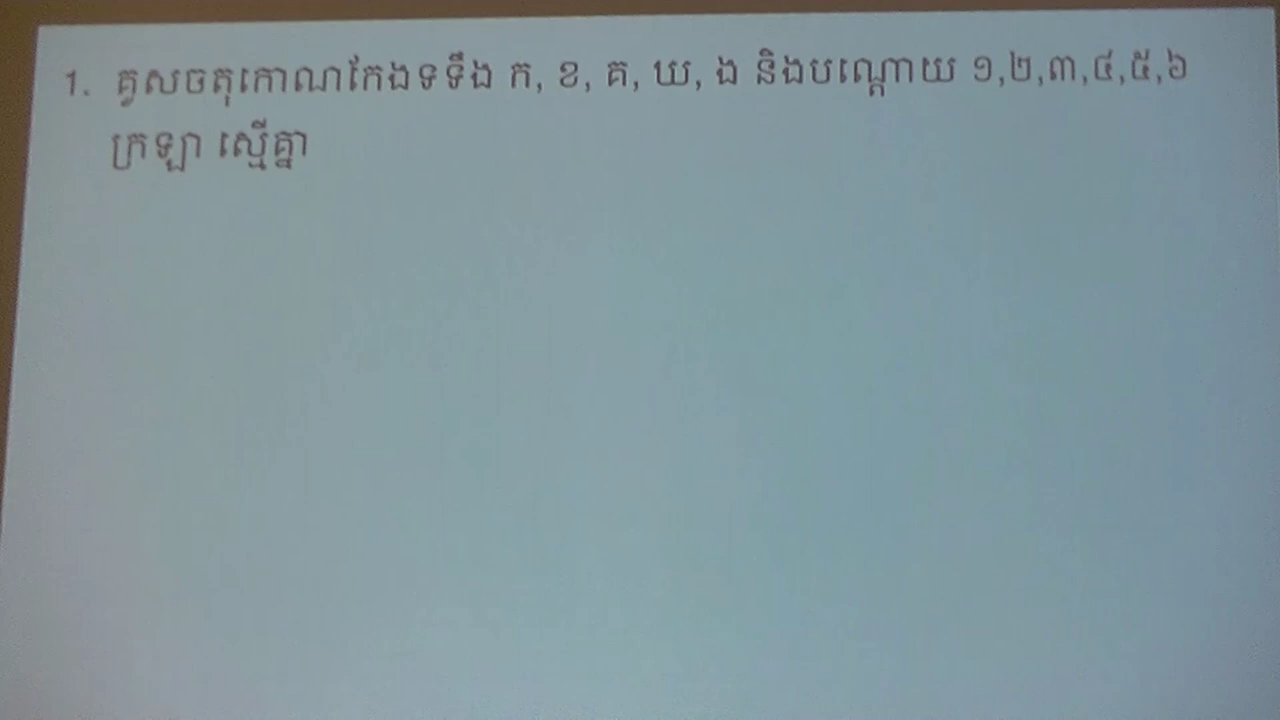 1. គូសចតុកោណកែងទទឹង ក, ខ, គ, ឃ, ង និងបណ្តោយ ១,២,៣,៤,៥,៦
ក្រឡា ស្មើគ្នា